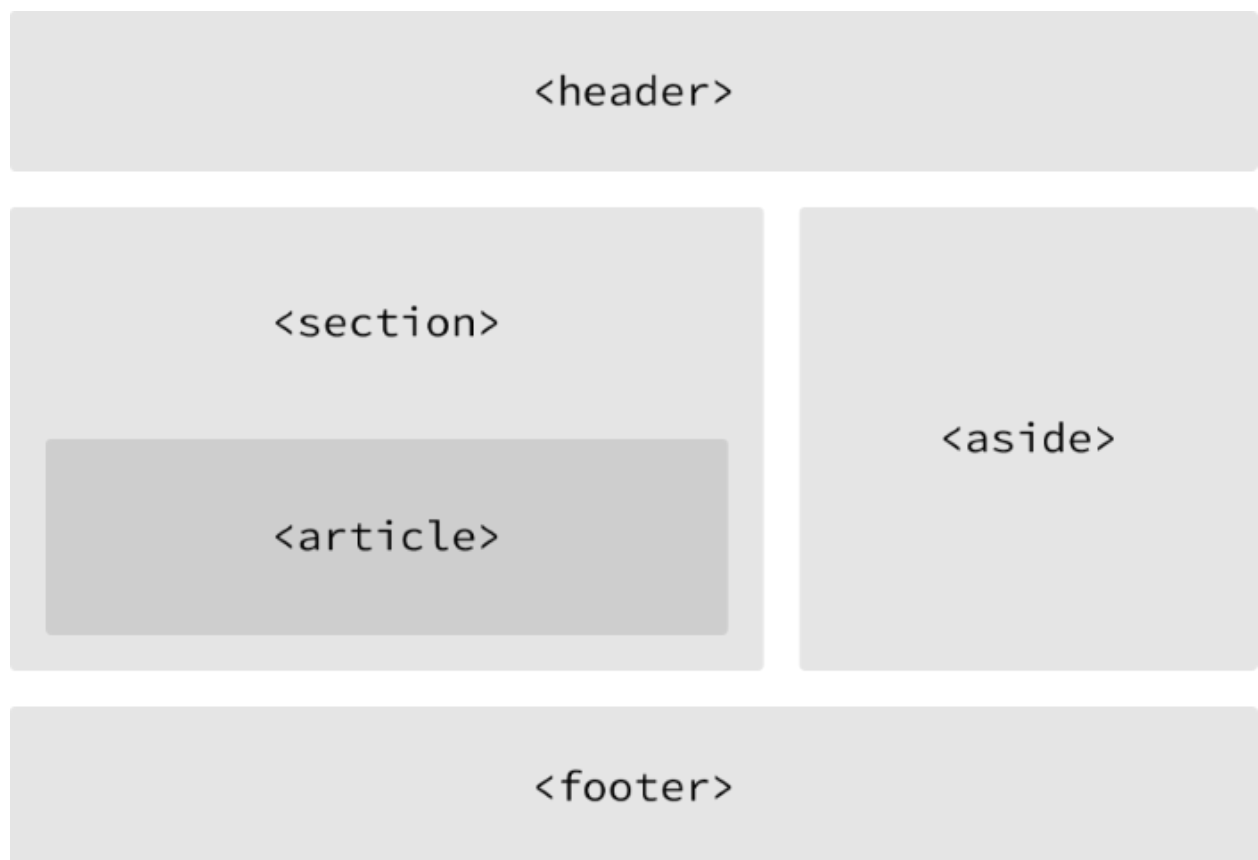 <header>
<section>
<article>
<aside>
<footer>